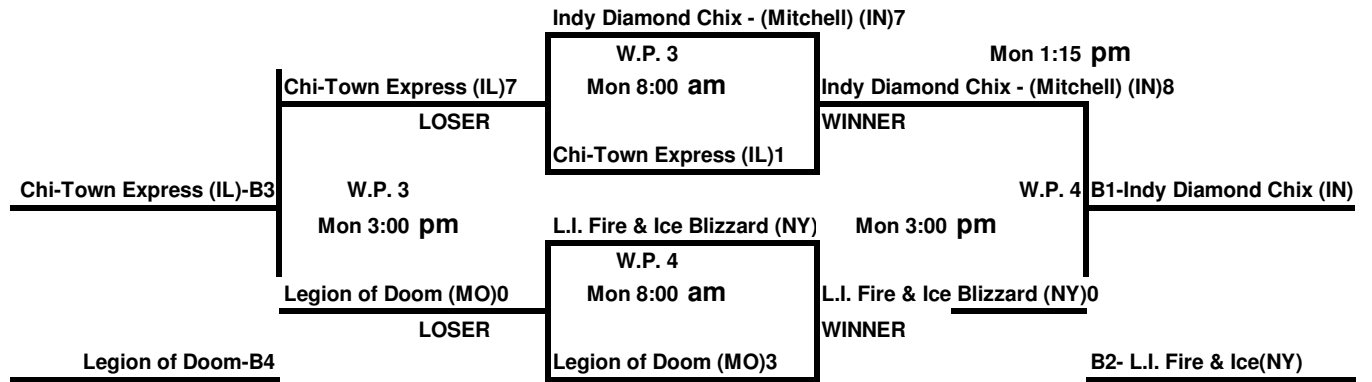 Indy Diamond Chix - (Mitchell) (IN)7
W.P. 3
Mon 1:15 pm
Chi-Town Express (IL)7
Mon 8:00 am
Indy Diamond Chix - (Mitchell) (IN)8
LOSER
WINNER
Chi-Town Express (IL)1
Chi-Town Express (IL)-B3
W.P. 3
W.P. 4
B1-Indy Diamond Chix (IN)
Mon 3:00 pm
L.I. Fire & Ice Blizzard (NY)
Mon 3:00 pm
W.P. 4
Legion of Doom (MO)0
Mon 8:00 am
L.I. Fire & Ice Blizzard (NY)0
LOSER
WINNER
Legion of Doom-B4
Legion of Doom (MO)3
B2- L.I. Fire & Ice(NY)